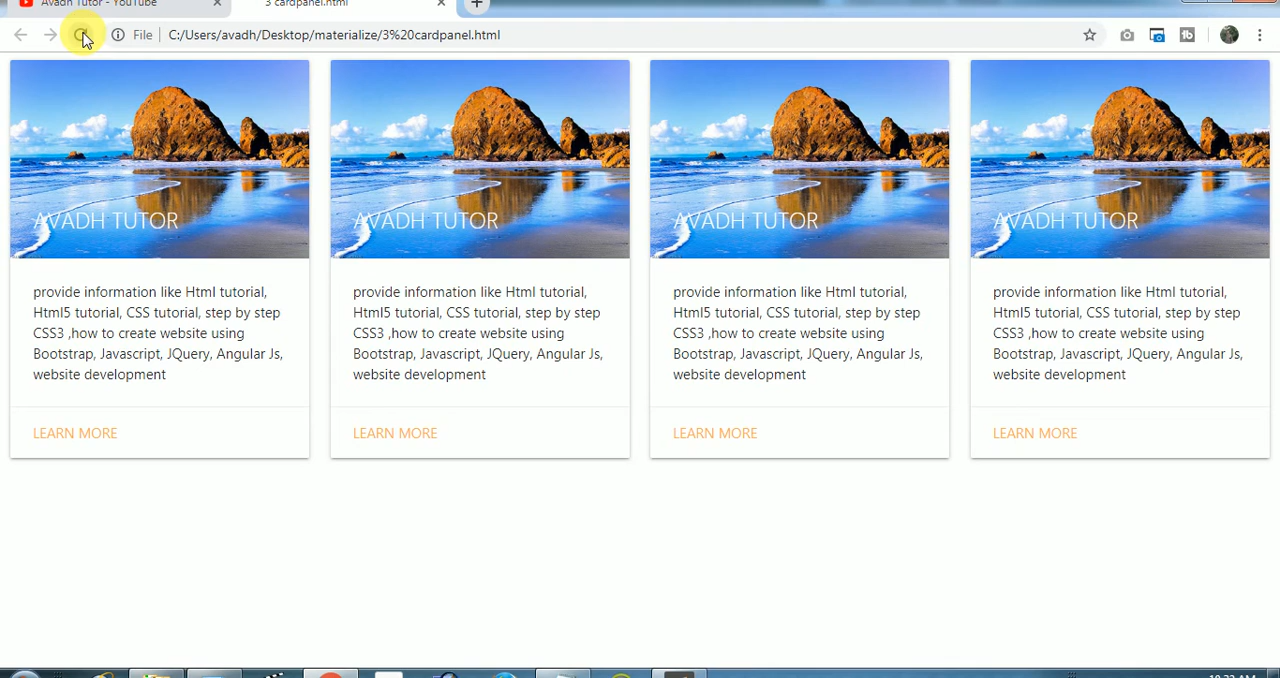 Avadh Tutor - YouTube
3 cardpanel.html
File
C:/Users/avadh/Desktop/materialize/3%20cardpanel.html
AVADH TUTOR
provide information like Html tutorial,
Html5 tutorial, CSS tutorial, step by step
CSS3 ,how to create website using
Bootstrap, Javascript, JQuery, Angular Js,
website development
LEARN MORE
AVADH TUTOR
provide information like Html tutorial,
Html5 tutorial, CSS tutorial, step by step
CSS3 ,how to create website using
Bootstrap, Javascript, JQuery, Angular Js,
website development
LEARN MORE
AVADH TUTOR
provide information like Html tutorial,
Html5 tutorial, CSS tutorial, step by step
CSS3 ,how to create website using
Bootstrap, Javascript, JQuery, Angular Js,
website development
LEARN MORE
AVADH TUTOR
provide information like Html tutorial,
Html5 tutorial, CSS tutorial, step by step
CSS3 ,how to create website using
Bootstrap, Javascript, JQuery, Angular Js,
website development
LEARN MORE